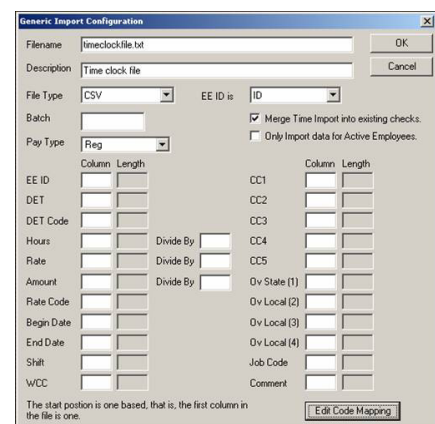 Generic Import Configuration
Filename timeclockfile.txt OK
Description Time clock file Cancel
File Type CSV EE ID is ID
Batch Merge Time Import into existing checks.
Pay Type Reg Only Import data for Active Employees.
Column Length Column Length
EE ID CC1
DET CC2
DET Code CC3
Hours Divide By CC4
Rate Divide By CC5
Amount Divide By Ov State (1)
Rate Code Ov Local (2)
Begin Date Ov Local (3)
End Date Ov Local (4)
Shift Job Code
WCC Comment
The start postion is one based, that is, the first column in
the file is one. Edit Code Mapping